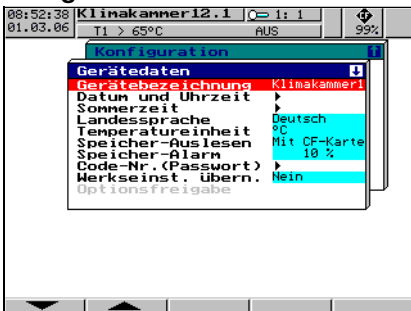 08:52:38 Klimakammer12.1 1: 1
01.03.06 T1 > 65°C AUS 99%
Konfiguration
Gerätedaten
Gerätebezeichnung Klimakammer1
Datum und Uhrzeit
Sommerzeit
Landessprache Deutsch
Temperatureinheit °C
Speicher-Auslesen Mit CF-Karte
Speicher-Alarm 10 %
Code-Nr.(Passwort)
Werkseinst. übern. Nein
Optionsfreigabe